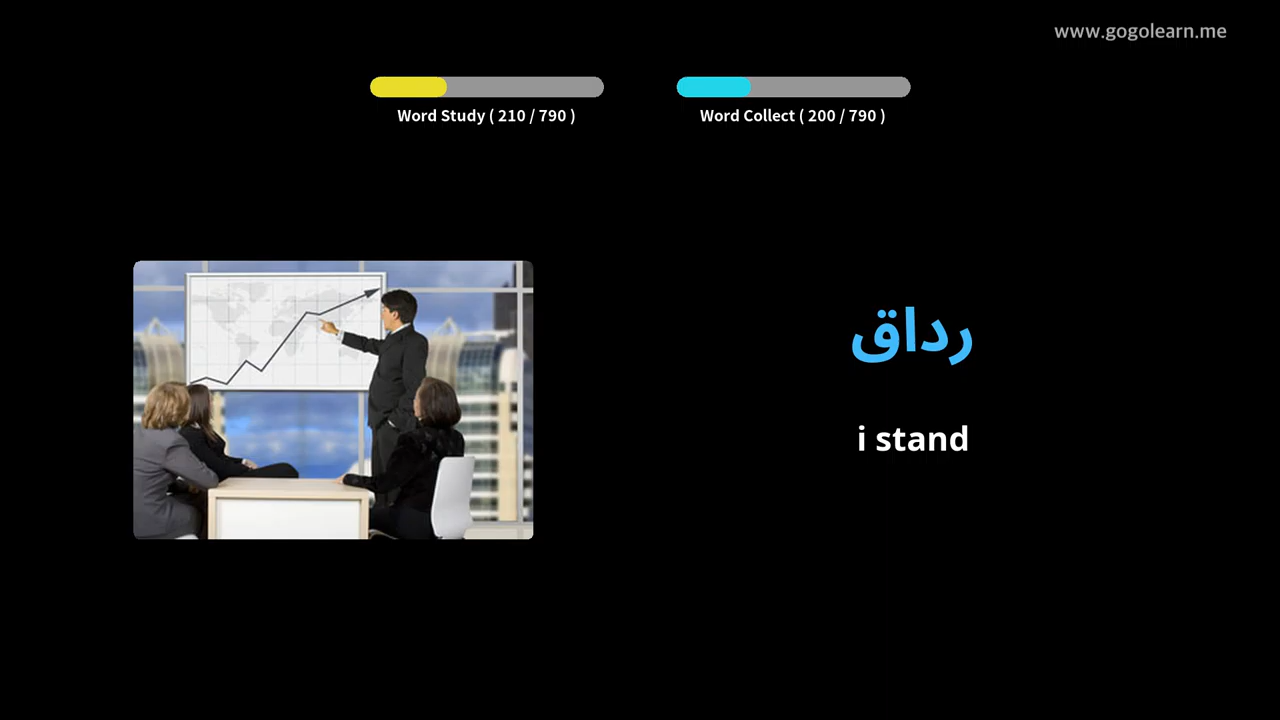 www.gogolearn.me
Word Study ( 210 / 790 )
Word Collect ( 200 / 790 )
رداق
i stand